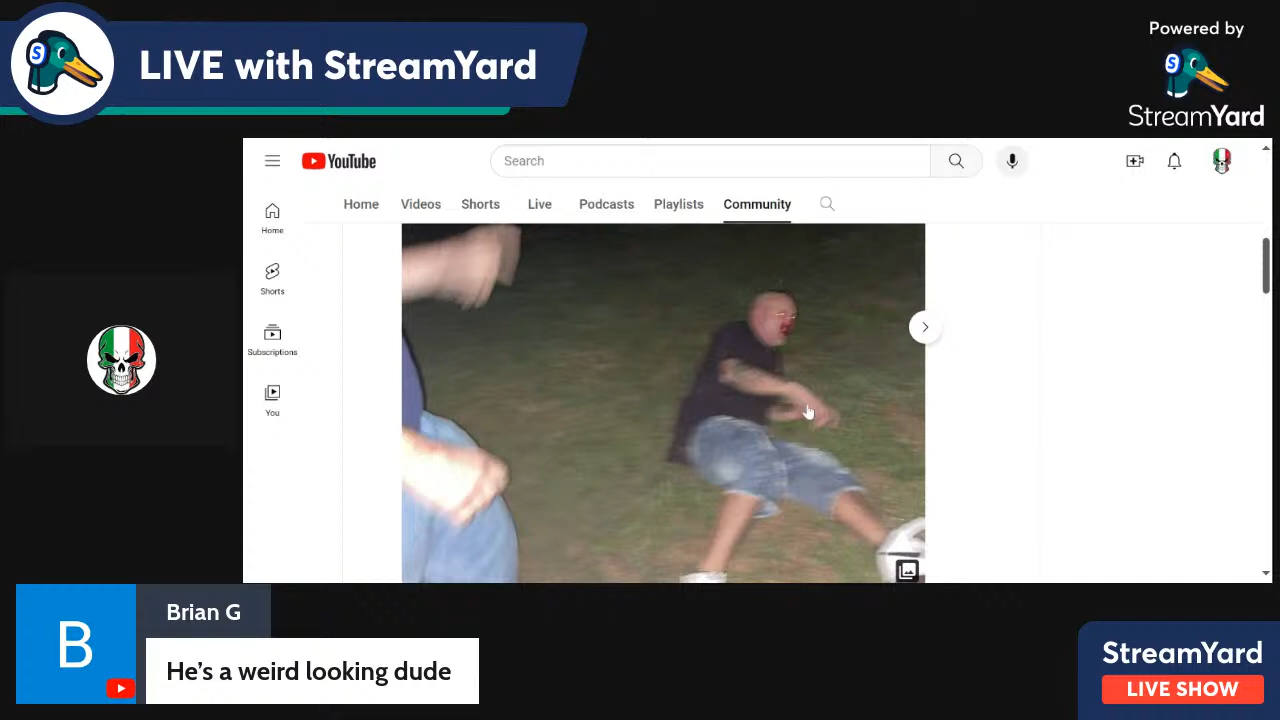 LIVE with StreamYard
Powered by
StreamYard
YouTube
Search
Home
Videos
Shorts
Live
Podcasts
Playlists
Community
Home
Shorts
Subscriptions
You
B
Brian G
He's a weird looking dude
StreamYard
LIVE SHOW